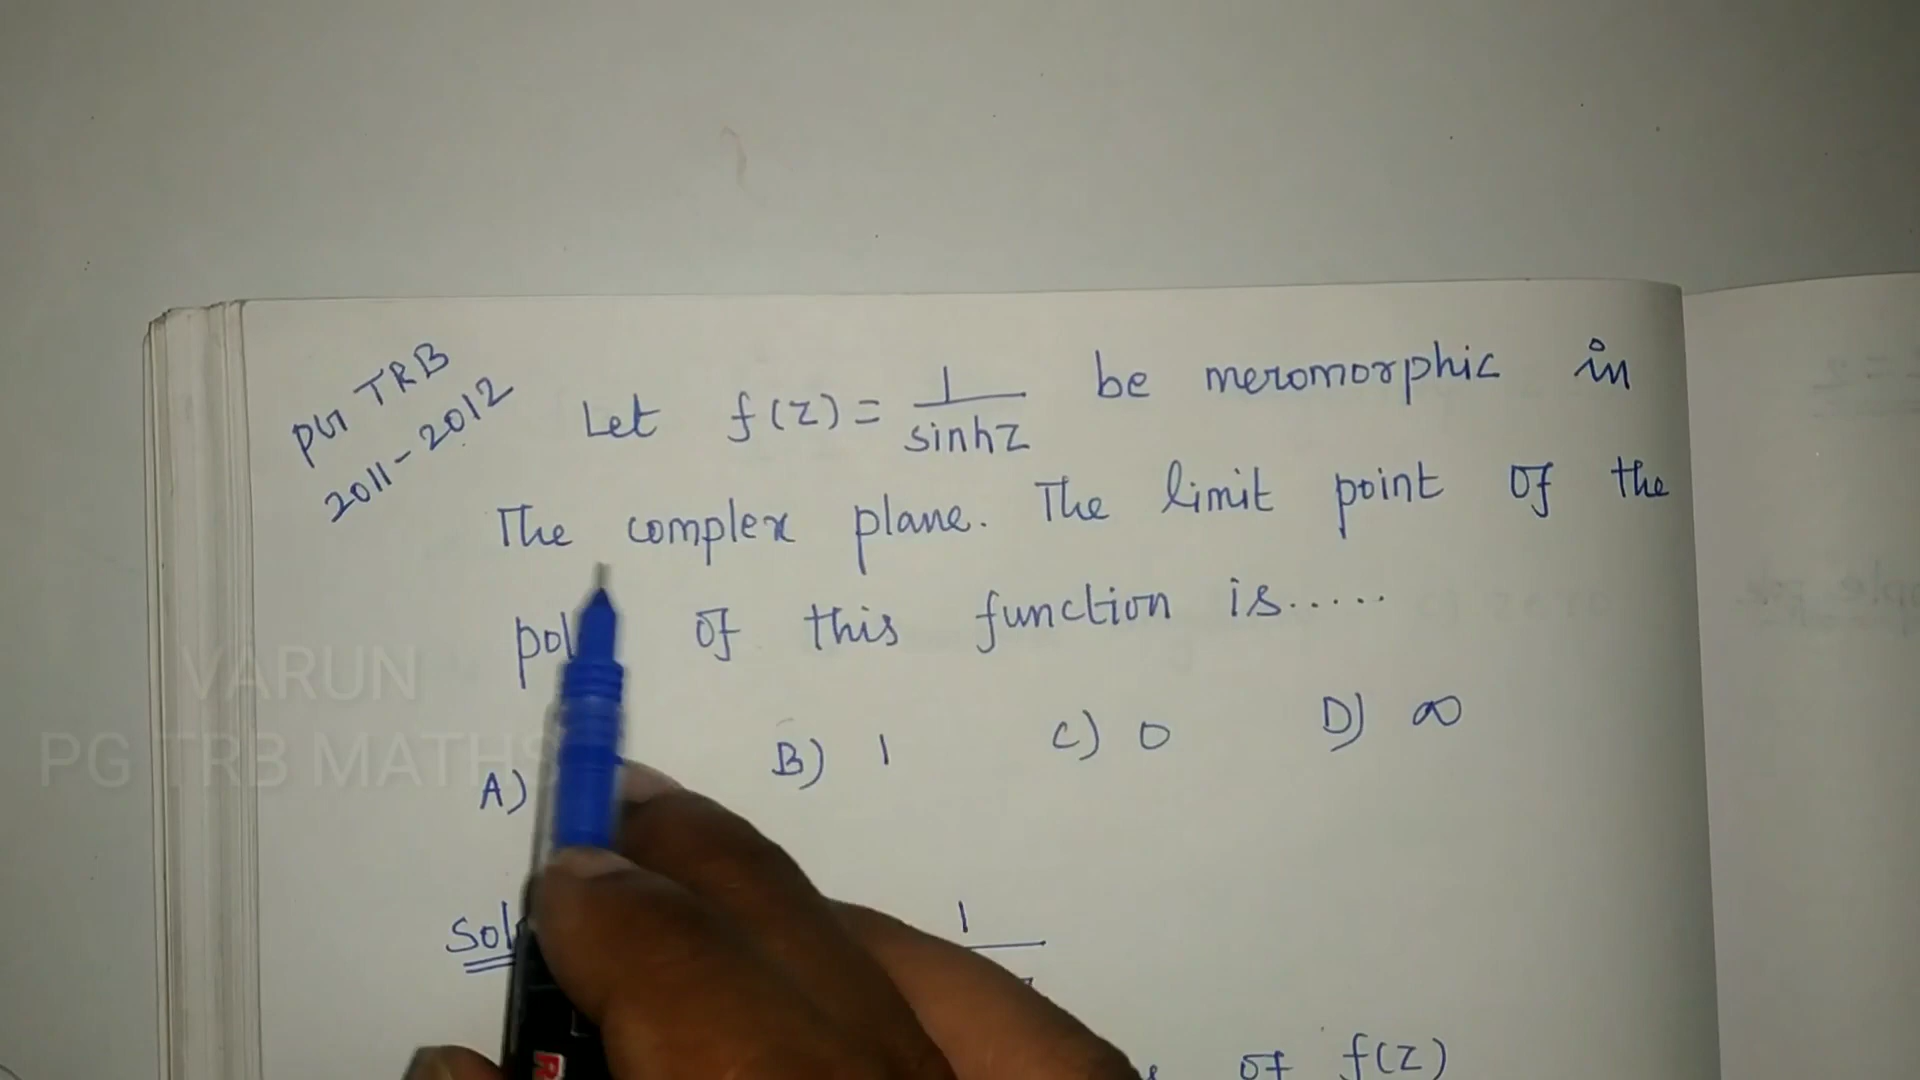 PG TRB
2011-2012
Let f(z) = 1/sinhz be meromorphic in
The complex plane. The limit point of the
pol of this function is.....
A) B) 1 C) 0 D) ∞
Sol
1
of f(z)
VARUN
PG TRB MATHS